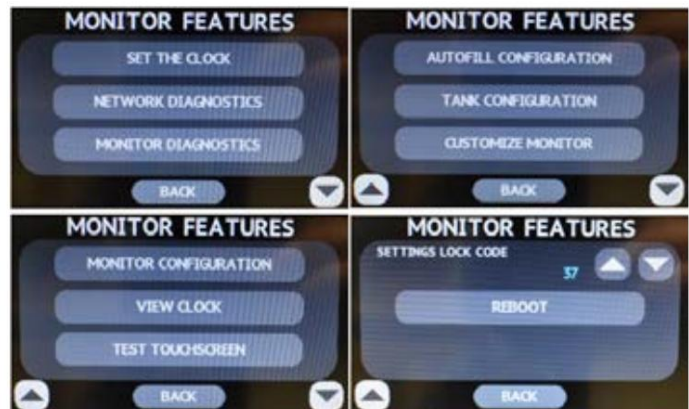 MONITOR FEATURES
SET THE CLOCK
NETWORK DIAGNOSTICS
MONITOR DIAGNOSTICS
BACK
MONITOR FEATURES
AUTOFILL CONFIGURATION
TANK CONFIGURATION
CUSTOMIZE MONITOR
BACK
MONITOR FEATURES
MONITOR CONFIGURATION
VIEW CLOCK
TEST TOUCHSCREEN
BACK
MONITOR FEATURES
SETTINGS LOCK CODE
37
REBOOT
BACK